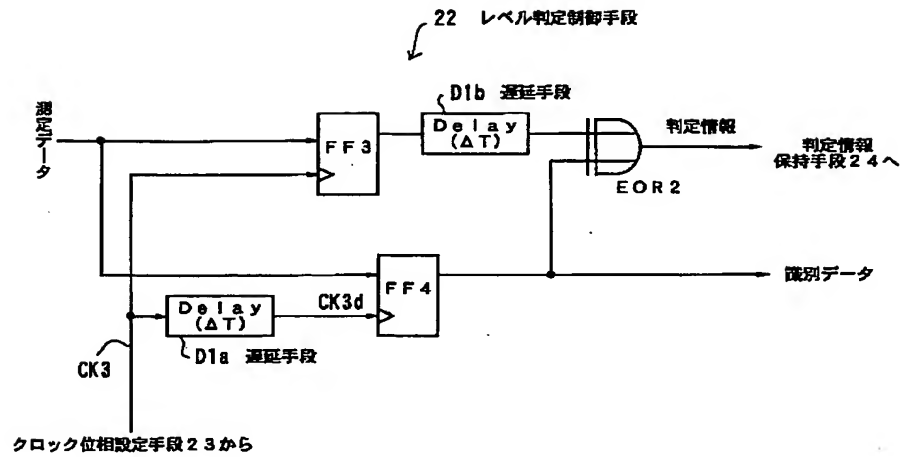 22 レベル判定制御手段
D1b 遅延手段
測定データ
FF3
Delay
(ΔT)
判定情報
判定情報
保持手段24へ
EOR2
FF4
識別データ
Delay
(ΔT)
CK3d
D1a 遅延手段
CK3
クロック位相設定手段23から